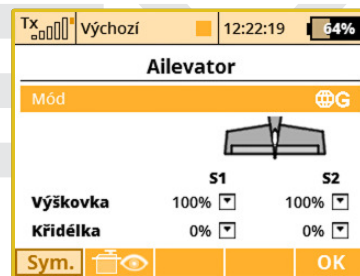 Tx Výchozí 12:22:19 64%
Ailevator
Mód G
S1 S2
Výškovka 100% 100%
Křidélka 0% 0%
Sym. OK